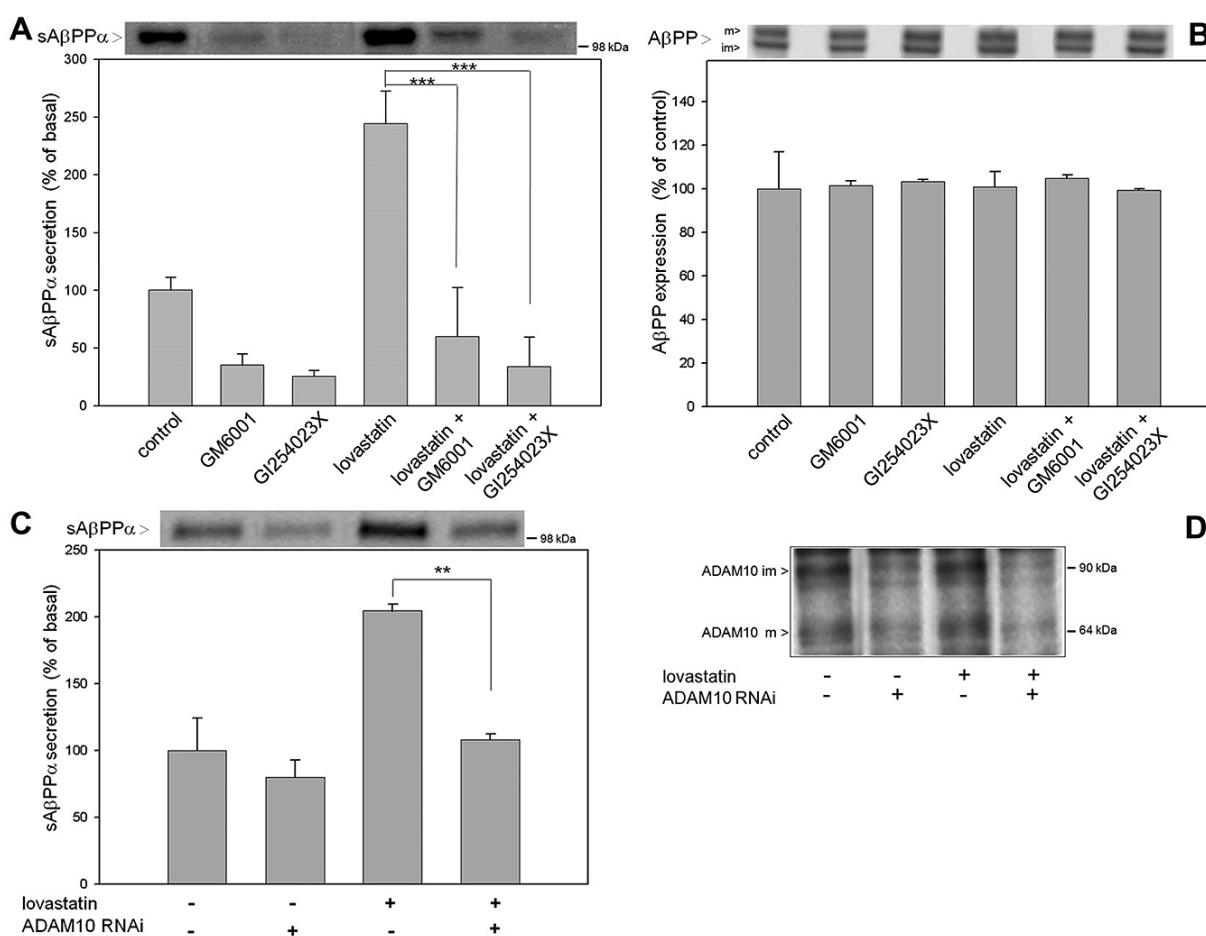 A
sAβPPα >
98 kDa
sAβPPα secretion (% of basal)
300
250
200
150
100
50
0
***
***
control
GM6001
GI254023X
lovastatin
lovastatin +
GM6001
lovastatin +
GI254023X
B
AβPP >
m>
im>
AβPP expression (% of control)
140
120
100
80
60
40
20
0
control
GM6001
GI254023X
lovastatin
lovastatin +
GM6001
lovastatin +
GI254023X
C
sAβPPα >
98 kDa
sAβPPα secretion (% of basal)
250
200
150
100
50
0
**
lovastatin - - + +
ADAM10 RNAi - + - +
D
ADAM10 im >
90 kDa
ADAM10 m >
64 kDa
lovastatin - - + +
ADAM10 RNAi - + - +